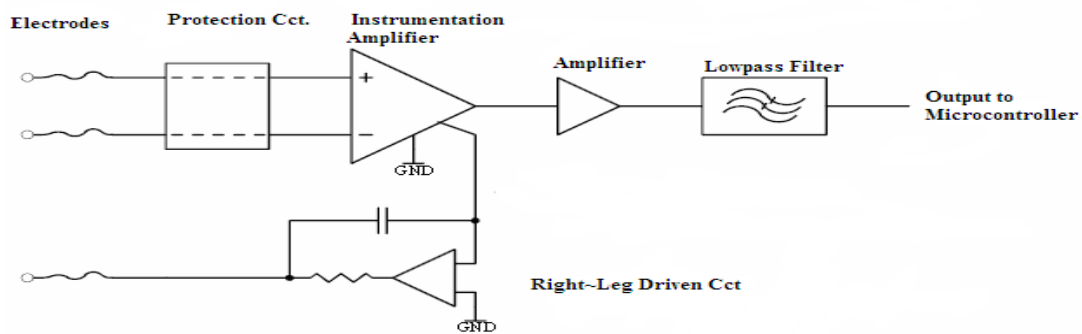 Electrodes
Protection Cct.
Instrumentation
Amplifier
Amplifier
Lowpass Filter
+
−
GND
Output to
Microcontroller
Right~Leg Driven Cct
GND